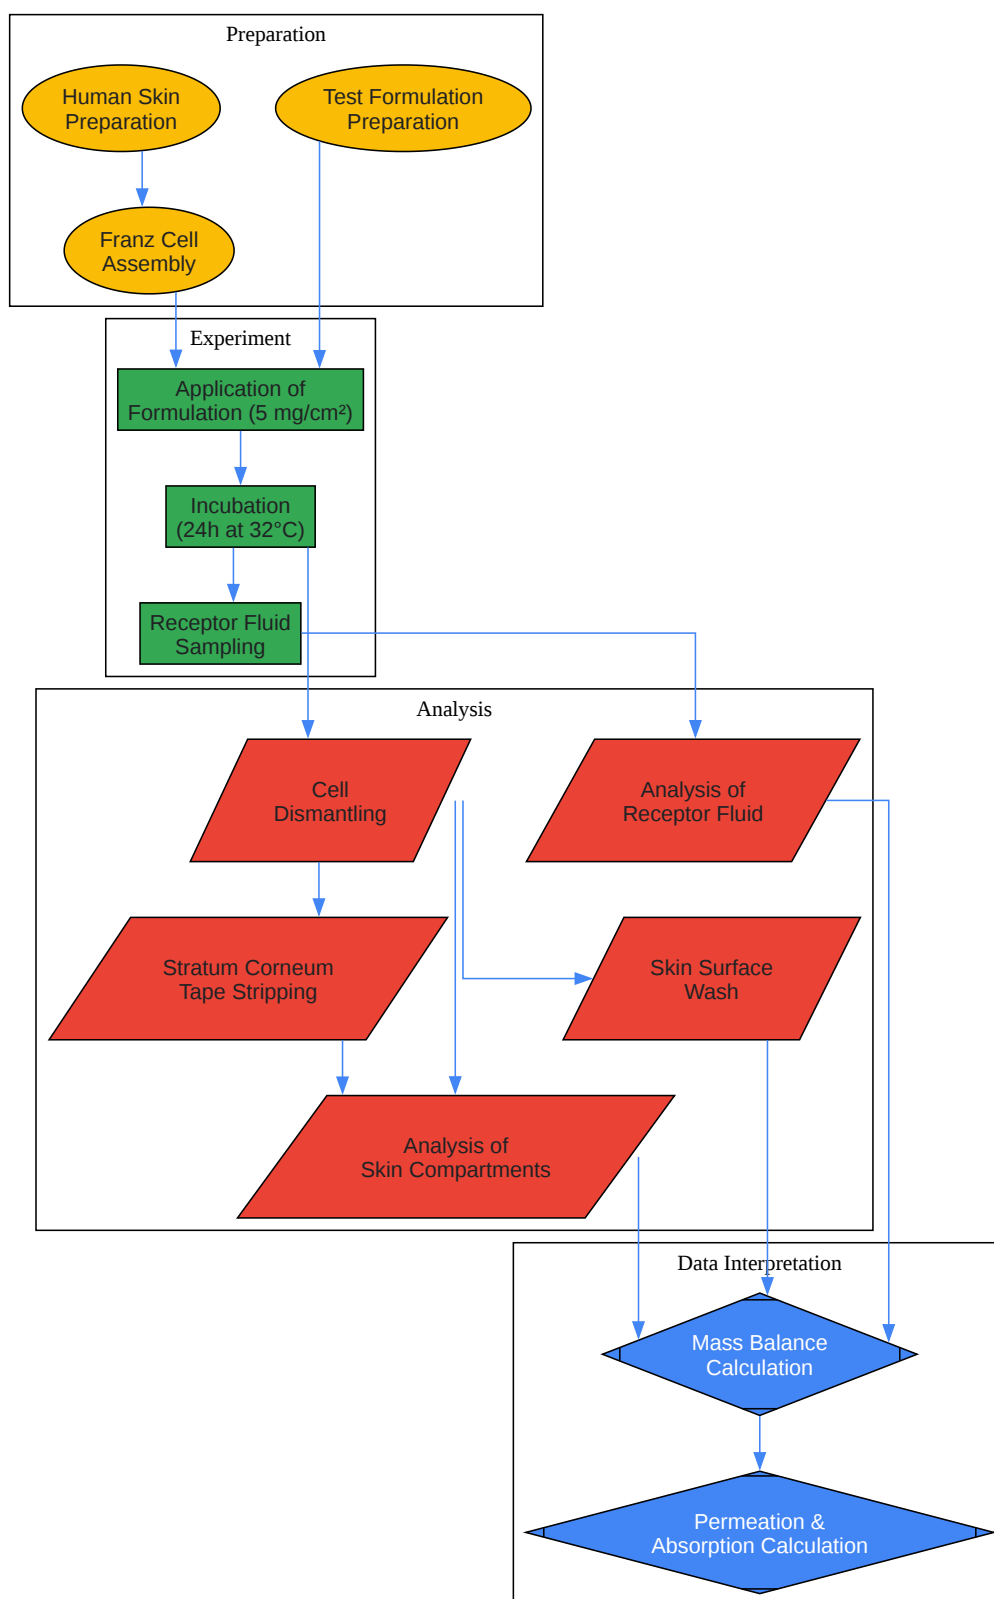 Preparation
Human Skin
Preparation
Test Formulation
Preparation
Franz Cell
Assembly
Experiment
Application of
Formulation (5 mg/cm²)
Incubation
(24h at 32°C)
Receptor Fluid
Sampling
Analysis
Cell
Dismantling
Analysis of
Receptor Fluid
Stratum Corneum
Tape Stripping
Skin Surface
Wash
Analysis of
Skin Compartments
Data Interpretation
Mass Balance
Calculation
Permeation &
Absorption Calculation